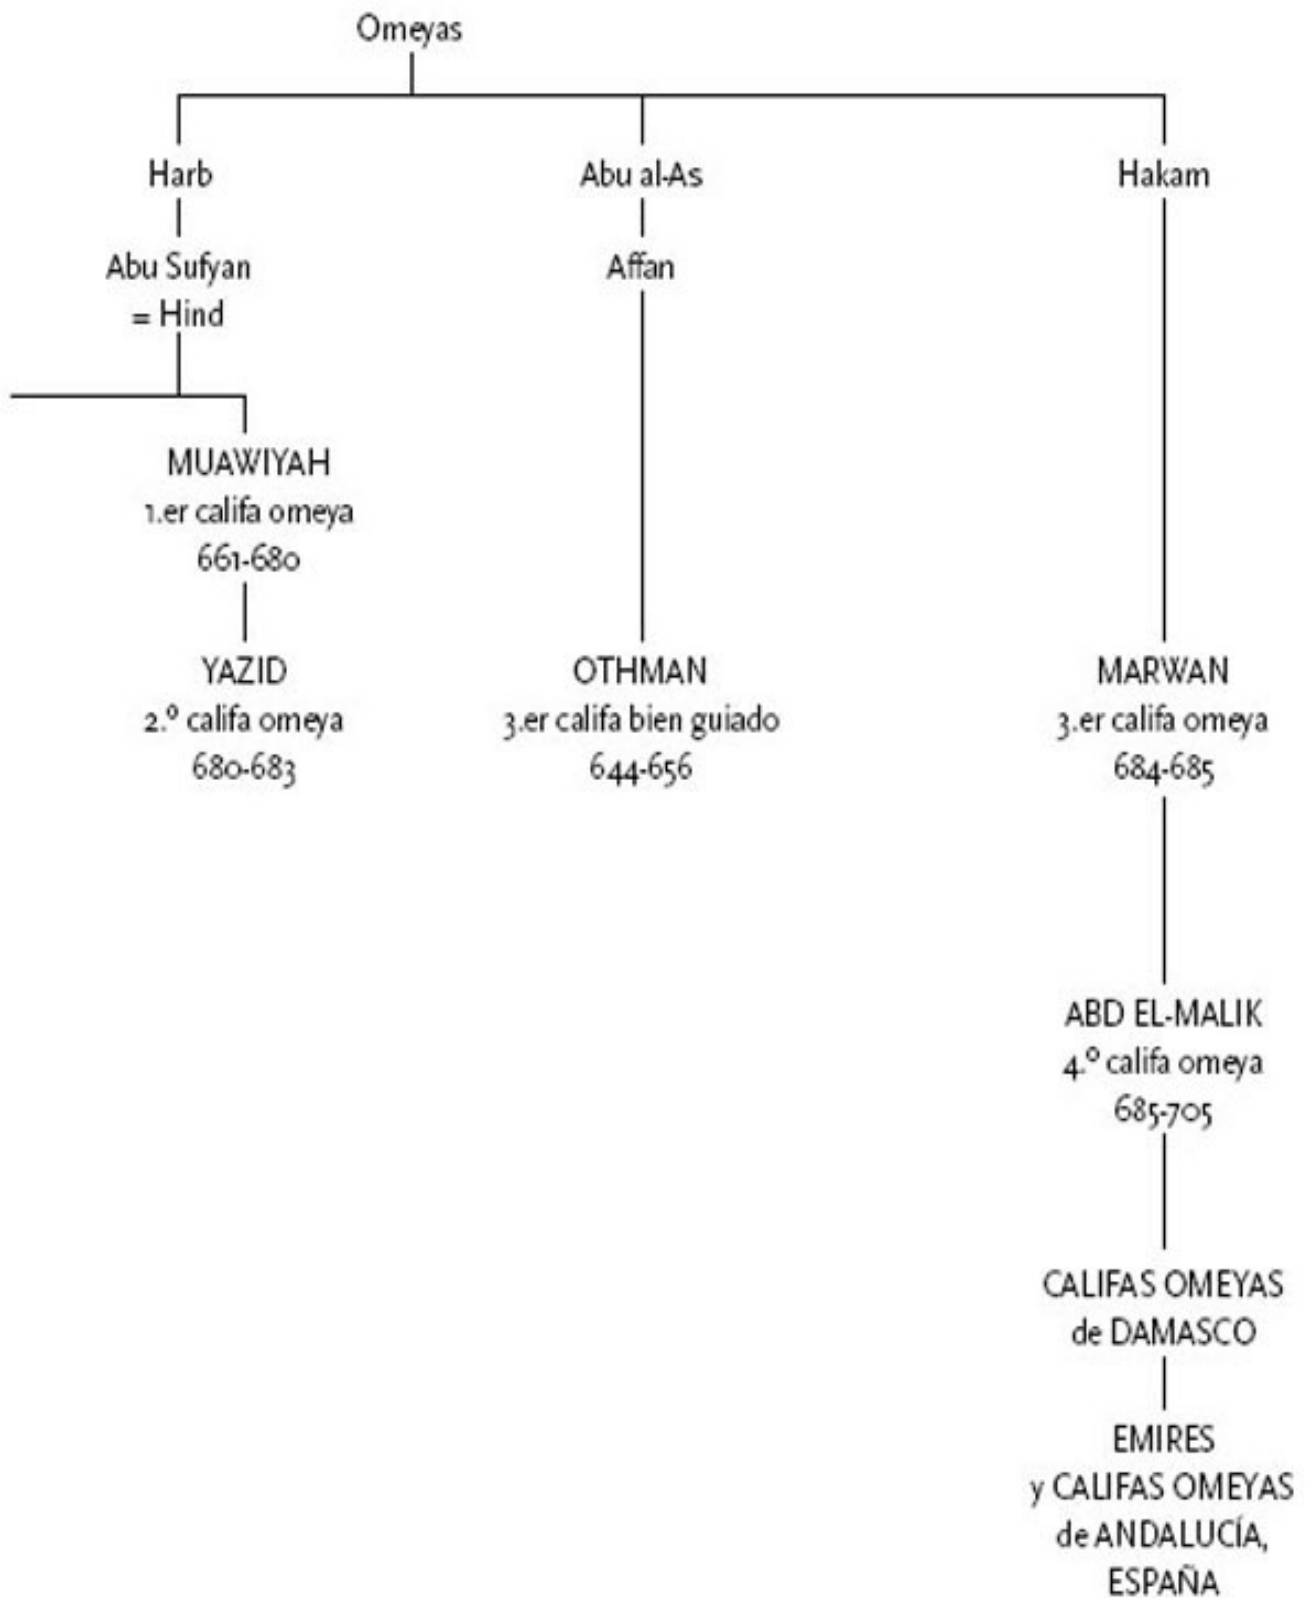 Omeyas
Harb
Abu al-As
Hakam
Abu Sufyan
= Hind
Affan
MUAWIYAH
1.er califa omeya
661-680
YAZID
2.º califa omeya
680-683
OTHMAN
3.er califa bien guiado
644-656
MARWAN
3.er califa omeya
684-685
ABD EL-MALIK
4.º califa omeya
685-705
CALIFAS OMEYAS
de DAMASCO
EMIRES
y CALIFAS OMEYAS
de ANDALUCÍA,
ESPAÑA